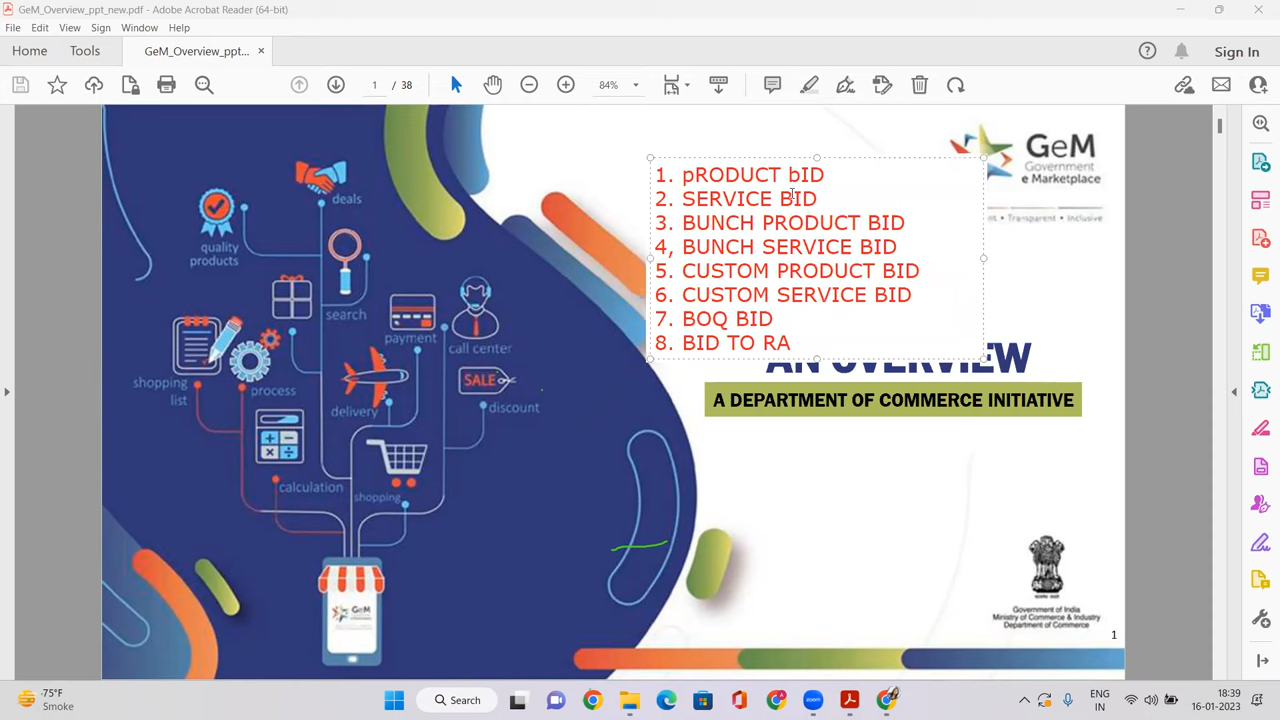 GeM_Overview_ppt_new.pdf - Adobe Acrobat Reader (64-bit)
File Edit View Sign Window Help
Home Tools GeM_Overview_ppt... × Sign In
1 / 38 84%
deals
quality
products
search
payment
call center
shopping
list
process
delivery
SALE
discount
calculation
shopping
GeM
GeM
Government
e Marketplace
nt • Transparent • Inclusive
1. pRODUCT bID
2. SERVICE BID
3. BUNCH PRODUCT BID
4, BUNCH SERVICE BID
5. CUSTOM PRODUCT BID
6. CUSTOM SERVICE BID
7. BOQ BID
8. BID TO RA
AN OVERVIEW
A DEPARTMENT OF COMMERCE INITIATIVE
Government of India
Ministry of Commerce & Industry
Department of Commerce
1
75°F
Smoke
Search
zoom
ENG
IN
18:39
16-01-2023